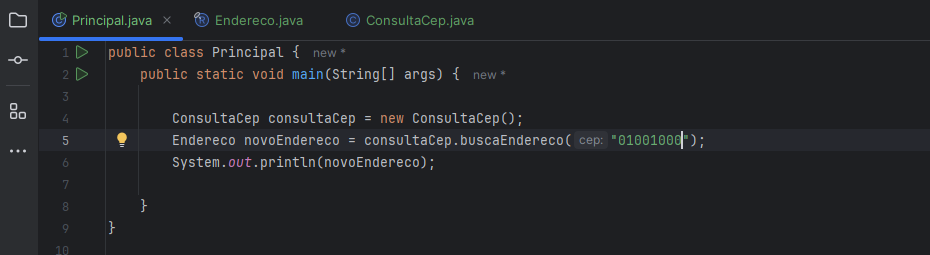 Principal.java × Endereco.java ConsultaCep.java
1 public class Principal { new *
2 public static void main(String[] args) { new *
3
4 ConsultaCep consultaCep = new ConsultaCep();
5 Endereco novoEndereco = consultaCep.buscaEndereco( cep: "01001000");
6 System.out.println(novoEndereco);
7
8 }
9 }
10